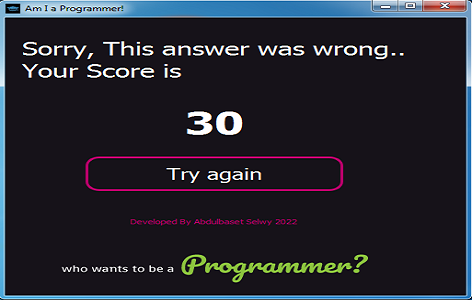 Am I a Programmer!
Sorry, This answer was wrong..
Your Score is
30
Try again
Developed By Abdulbaset Selwy 2022
who wants to be a Programmer?